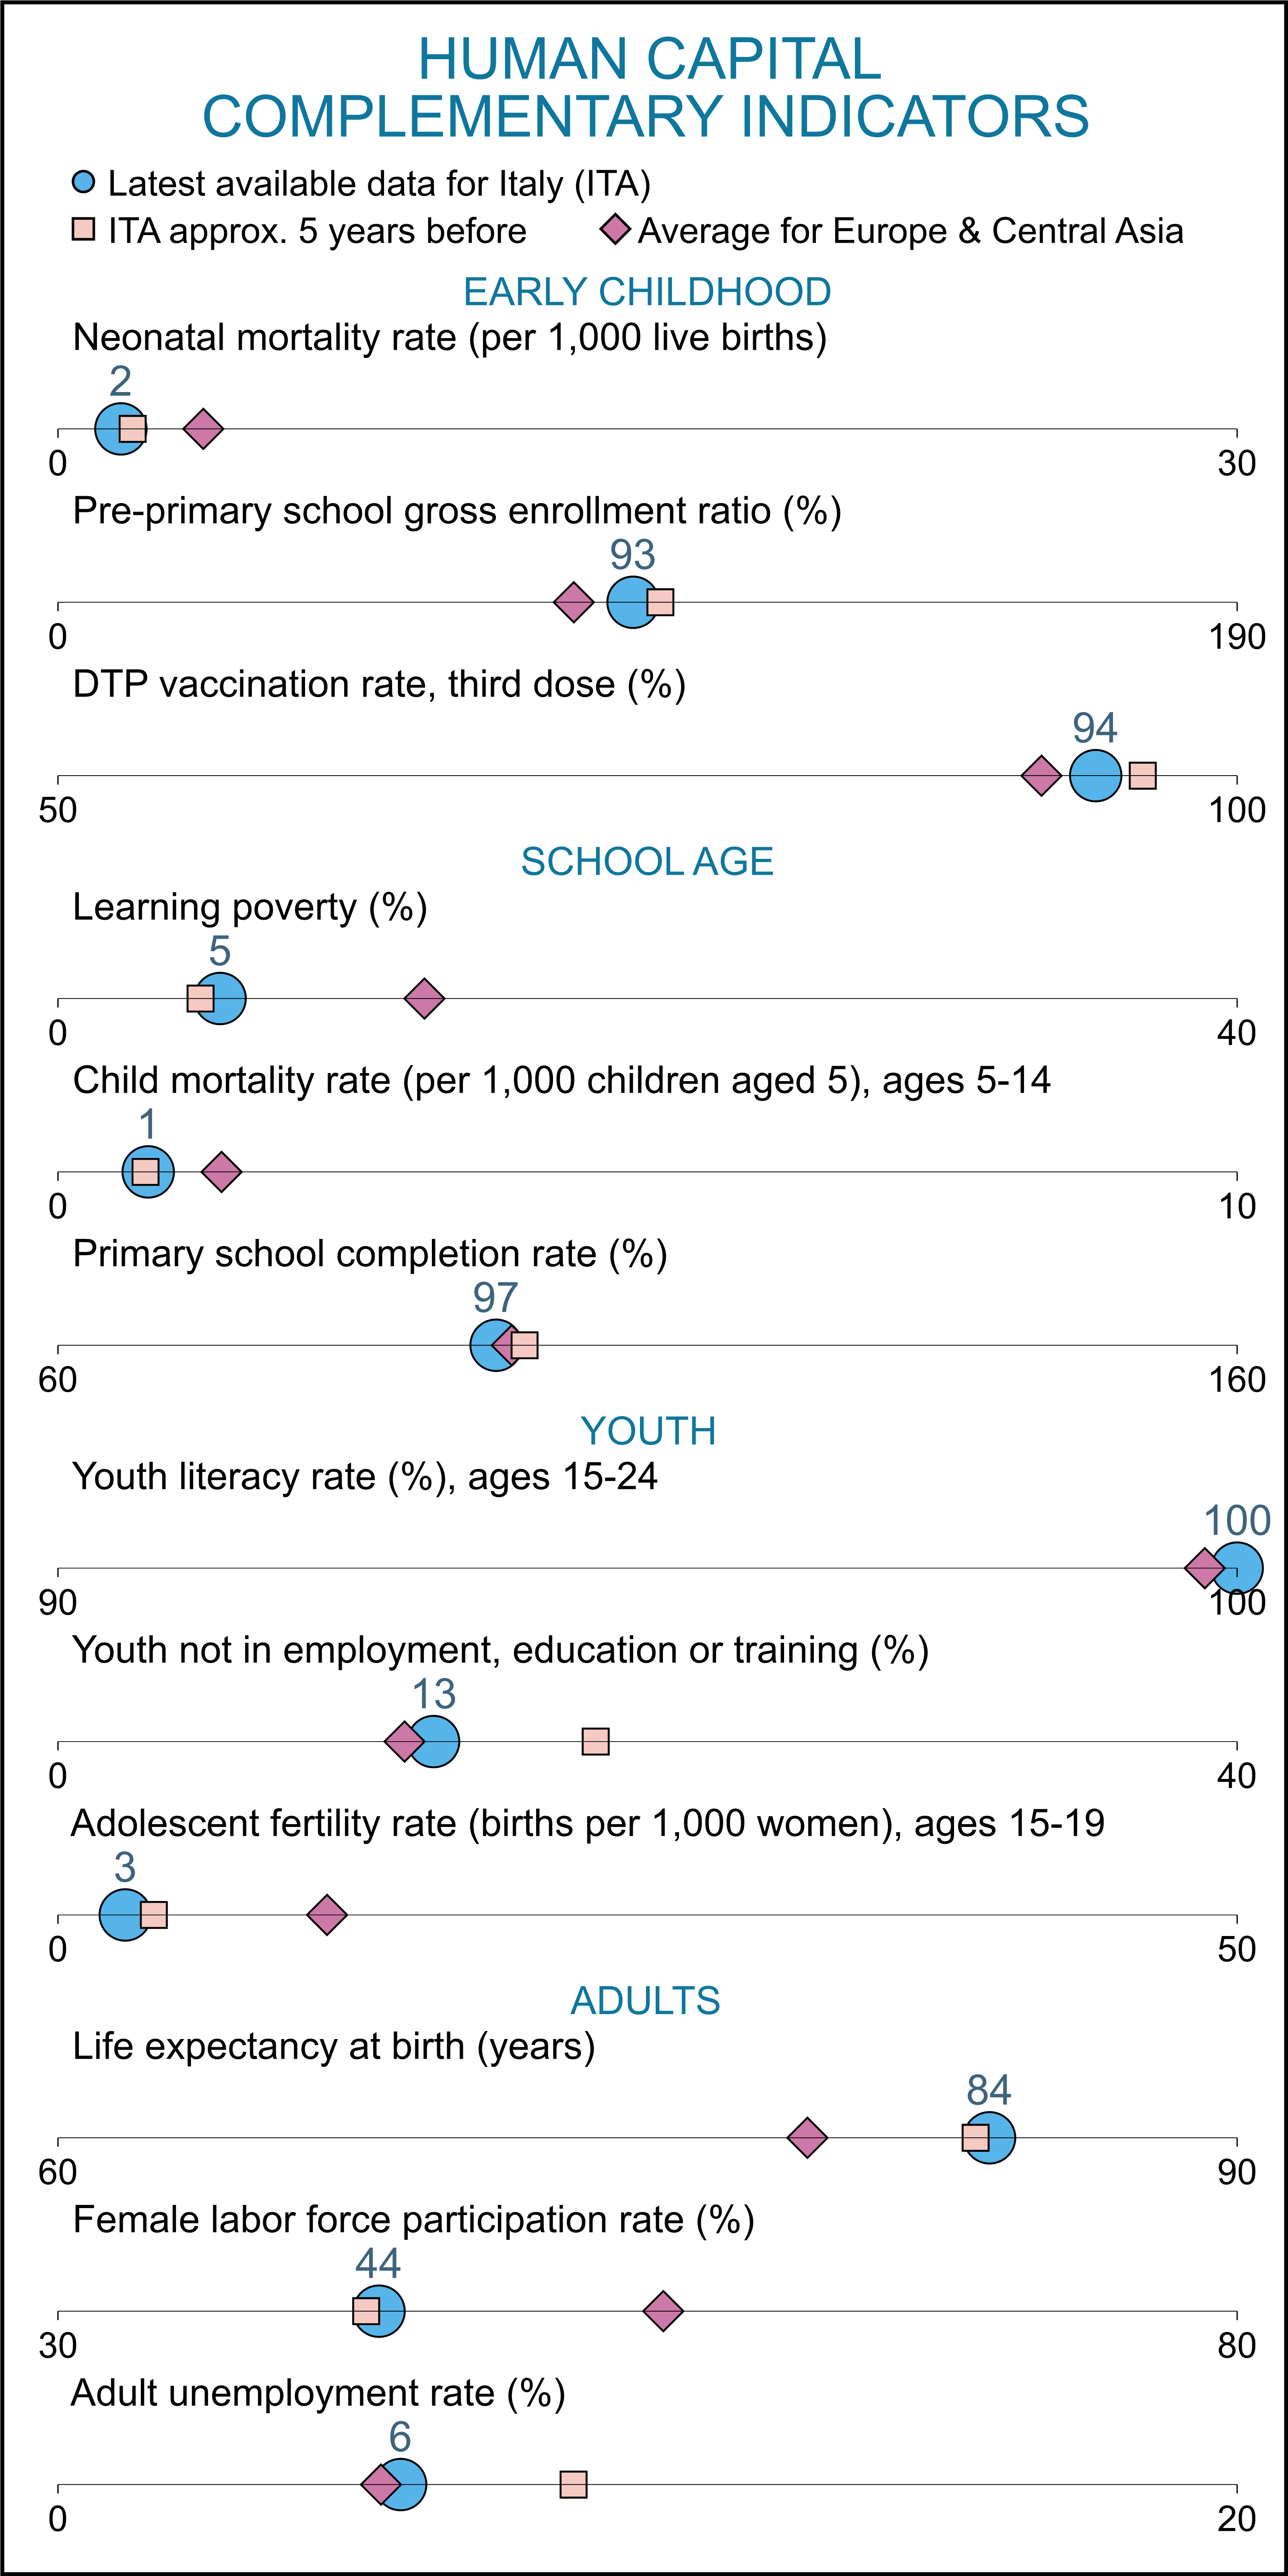 HUMAN CAPITAL
COMPLEMENTARY INDICATORS
Latest available data for Italy (ITA)
ITA approx. 5 years before Average for Europe & Central Asia
EARLY CHILDHOOD
Neonatal mortality rate (per 1,000 live births)
2
0 30
Pre-primary school gross enrollment ratio (%)
93
0 190
DTP vaccination rate, third dose (%)
94
50 100
SCHOOL AGE
Learning poverty (%)
5
0 40
Child mortality rate (per 1,000 children aged 5), ages 5-14
1
0 10
Primary school completion rate (%)
97
60 160
YOUTH
Youth literacy rate (%), ages 15-24
100
90 100
Youth not in employment, education or training (%)
13
0 40
Adolescent fertility rate (births per 1,000 women), ages 15-19
3
0 50
ADULTS
Life expectancy at birth (years)
84
60 90
Female labor force participation rate (%)
44
30 80
Adult unemployment rate (%)
6
0 20